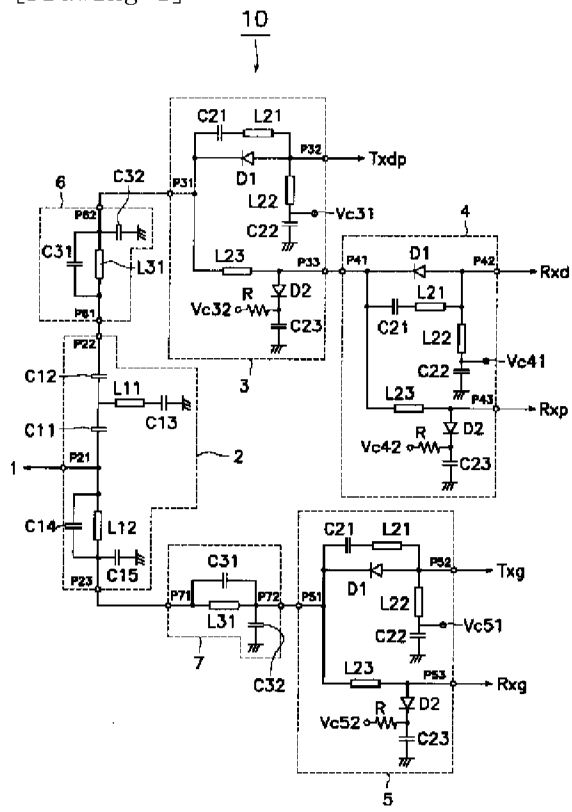 10
C21 L21
P32
Txdp
P31
D1
6
C32
L22
4
P62
Vc31
C22
C31
L23
P33
P41
D1
P42
Rxd
L31
D2
C21
L21
Vc32
R
P61
C23
L22
P22
Vc41
C12
C22
L11
3
L23
P43
Rxp
C13
D2
C11
R
Vc42
2
C23
1
P21
C14
L12
C21
L21
P52
Txg
C15
C31
P23
P71
P72
P51
D1
L22
L31
Vc51
C22
7
C32
L23
P53
Rxg
R
D2
Vc52
C23
5